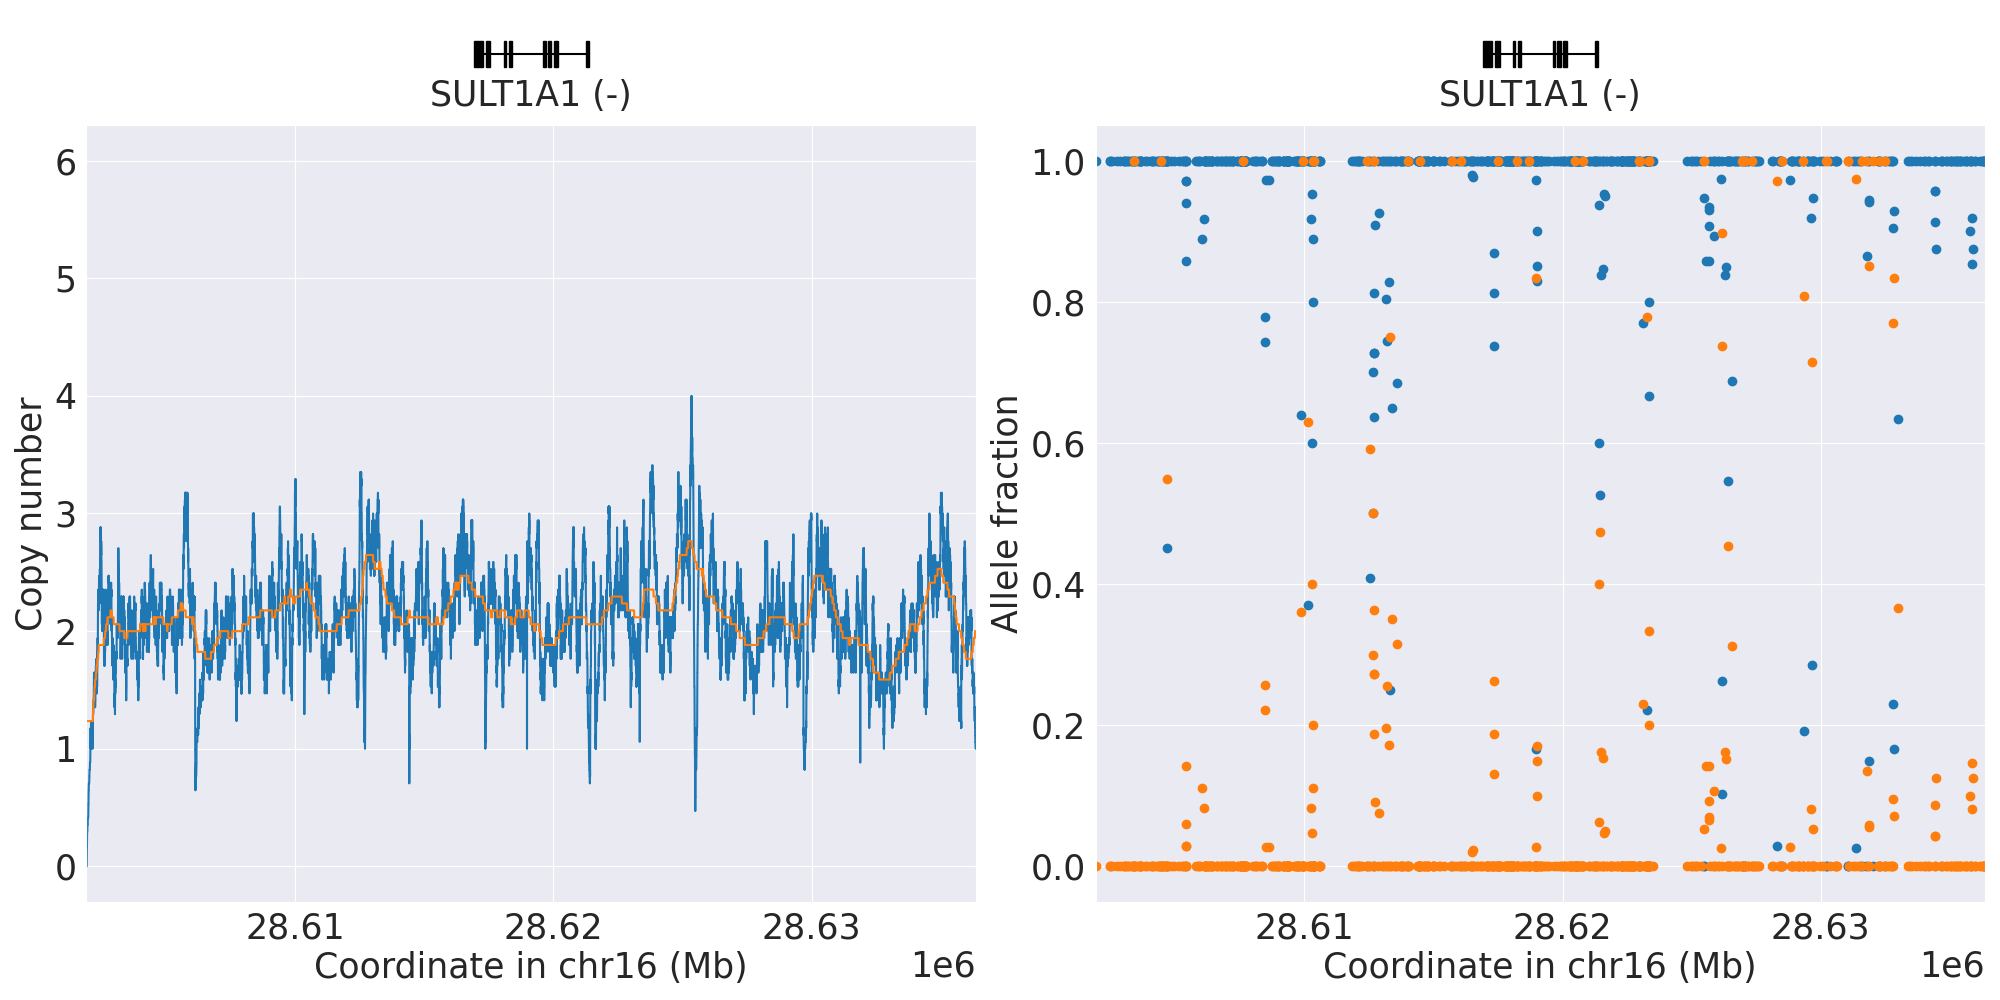 SULT1A1 (-)
6
5
4
3
2
1
0
Copy number
28.61
28.62
28.63
Coordinate in chr16 (Mb)
1e6
SULT1A1 (-)
1.0
0.8
0.6
0.4
0.2
0.0
Allele fraction
28.61
28.62
28.63
Coordinate in chr16 (Mb)
1e6